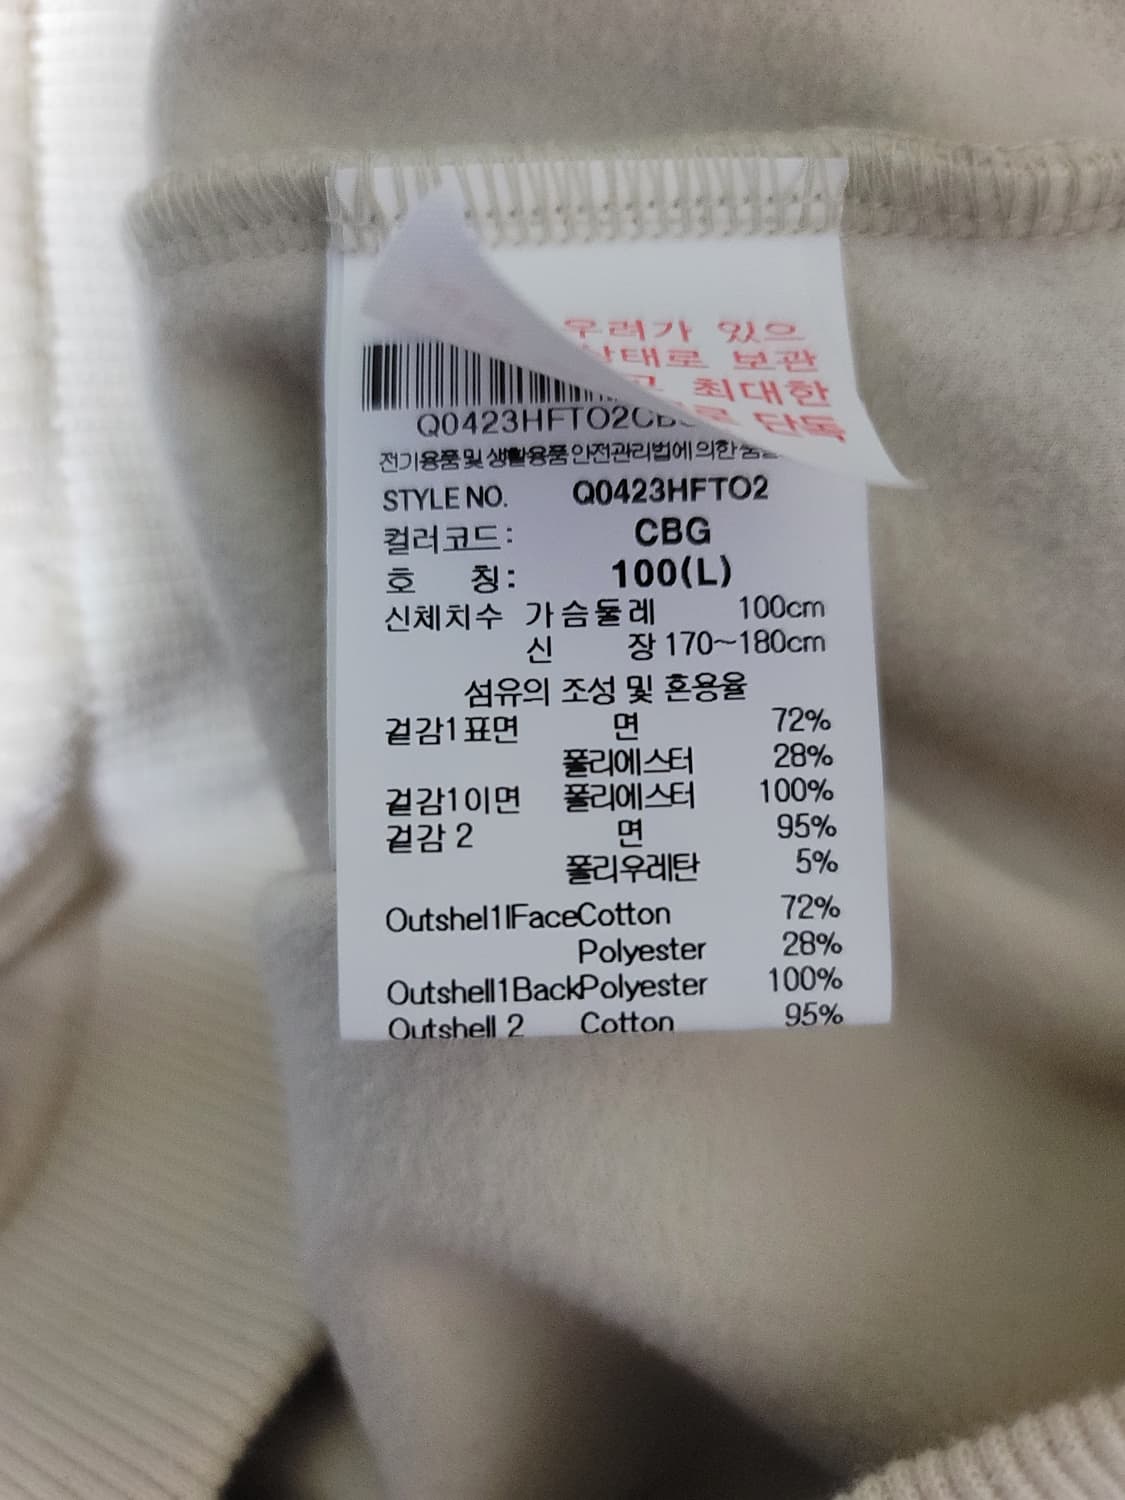 우려가 있으
상태로 보관
최대한
로 단독
Q0423HFTO2CB
전기용품 및 생활용품 안전관리법에 의한
STYLE NO. Q0423HFTO2
컬러코드: CBG
호 칭: 100(L)
신체치수 가슴둘레 100cm
신 장 170~180cm
섬유의 조성 및 혼용율
겉감1표면 면 72%
폴리에스터 28%
겉감1이면 폴리에스터 100%
겉감 2 면 95%
폴리우레탄 5%
Outshel1lFaceCotton 72%
Polyester 28%
Outshell1BackPolyester 100%
Outshell 2 Cotton 95%